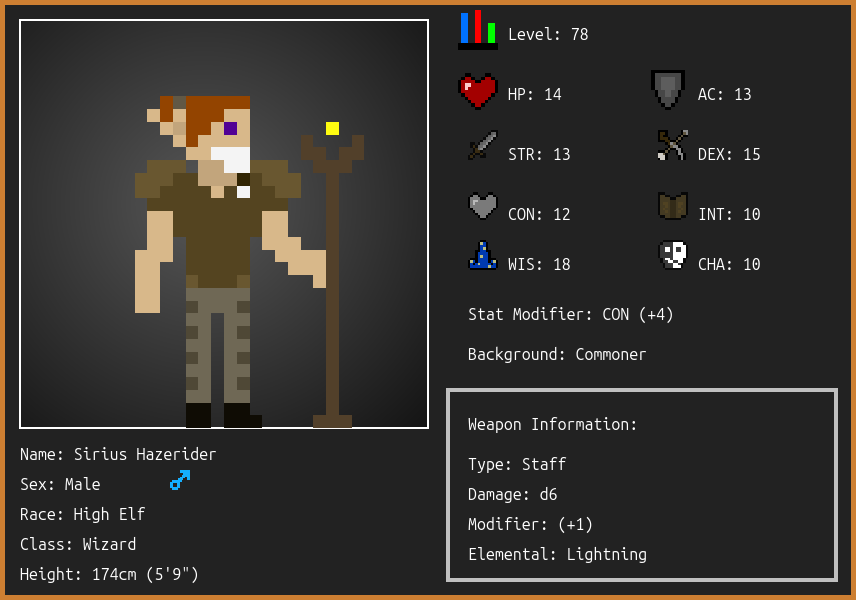 Level: 78
HP: 14
AC: 13
STR: 13
DEX: 15
CON: 12
INT: 10
WIS: 18
CHA: 10
Stat Modifier: CON (+4)
Background: Commoner
Weapon Information:
Type: Staff
Damage: d6
Modifier: (+1)
Elemental: Lightning
Name: Sirius Hazerider
Sex: Male
Race: High Elf
Class: Wizard
Height: 174cm (5'9")